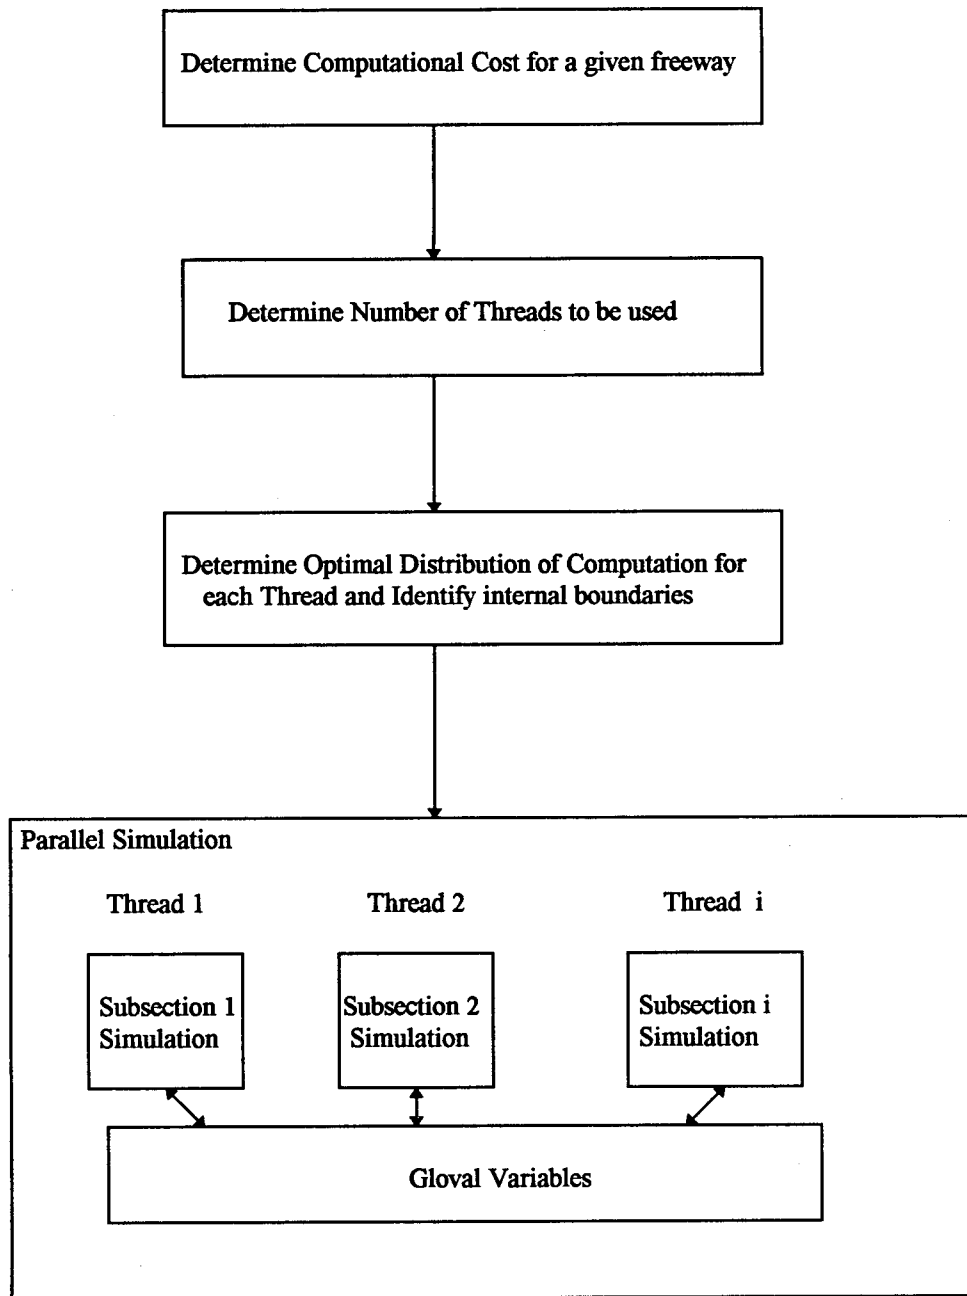 Determine Computational Cost for a given freeway
Determine Number of Threads to be used
Determine Optimal Distribution of Computation for
each Thread and Identify internal boundaries
Parallel Simulation
Thread 1
Thread 2
Thread i
Subsection 1
Simulation
Subsection 2
Simulation
Subsection i
Simulation
Gloval Variables